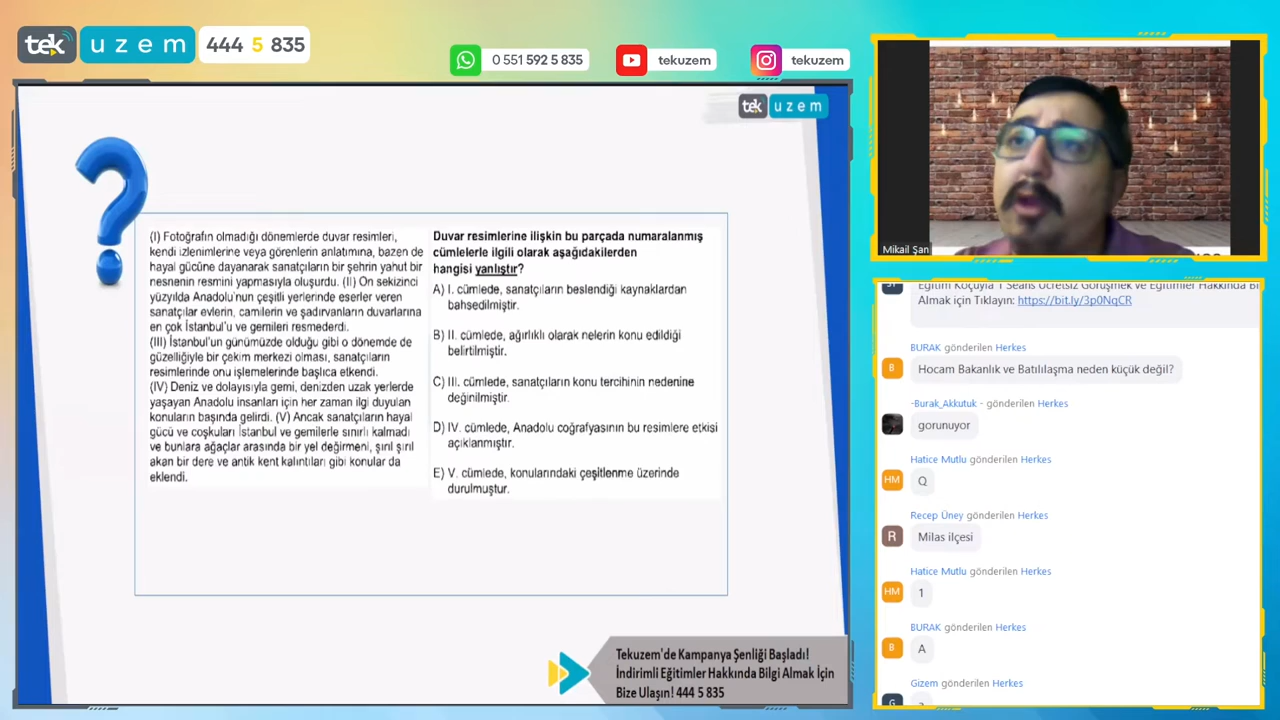 tek uzem 444 5 835
0 551 592 5 835
tekuzem
tekuzem
tek uzem
(I) Fotoğrafın olmadığı dönemlerde duvar resimleri,
kendi izlenimlerine veya görenlerin anlatımına, bazen de
hayal gücüne dayanarak sanatçıların bir şehrin yahut bir
nesnenin resmini yapmasıyla oluşurdu. (II) On sekizinci
yüzyılda Anadolu'nun çeşitli yerlerinde eserler veren
sanatçılar evlerin, camilerin ve şadırvanların duvarlarına
en çok İstanbul'u ve gemileri resmederdi.
(III) İstanbul'un günümüzde olduğu gibi o dönemde de
güzelliğiyle bir çekim merkezi olması, sanatçıların
resimlerinde onu işlemelerinde başlıca etkendi.
(IV) Deniz ve dolayısıyla gemi, denizden uzak yerlerde
yaşayan Anadolu insanları için her zaman ilgi duyulan
konuların başında gelirdi. (V) Ancak sanatçıların hayal
gücü ve coşkuları İstanbul ve gemilerle sınırlı kalmadı
ve bunlara ağaçlar arasında bir yel değirmeni, şırıl şırıl
akan bir dere ve antik kent kalıntıları gibi konular da
eklendi.
Duvar resimlerine ilişkin bu parçada numaralanmış
cümlelerle ilgili olarak aşağıdakilerden
hangisi yanlıştır?
A) I. cümlede, sanatçıların beslendiği kaynaklardan
bahsedilmiştir.
B) II. cümlede, ağırlıklı olarak nelerin konu edildiği
belirtilmiştir.
C) III. cümlede, sanatçıların konu tercihinin nedenine
değinilmiştir.
D) IV. cümlede, Anadolu coğrafyasının bu resimlere etkisi
açıklanmıştır.
E) V. cümlede, konularındaki çeşitlenme üzerinde
durulmuştur.
Tekuzem'de Kampanya Şenliği Başladı!
İndirimli Eğitimler Hakkında Bilgi Almak İçin
Bize Ulaşın! 444 5 835
Mikail Şan
Eğitim Koçuyla 1 Seans Ücretsiz Görüşmek ve Eğitimler Hakkında Bi
Almak için Tıklayın: https://bit.ly/3p0NqCR
BURAK gönderilen Herkes
B
Hocam Bakanlık ve Batılılaşma neden küçük değil?
-Burak_Akkutuk - gönderilen Herkes
gorunuyor
Hatice Mutlu gönderilen Herkes
HM
Q
Recep Üney gönderilen Herkes
R
Milas ilçesi
Hatice Mutlu gönderilen Herkes
HM
1
BURAK gönderilen Herkes
B
A
Gizem gönderilen Herkes